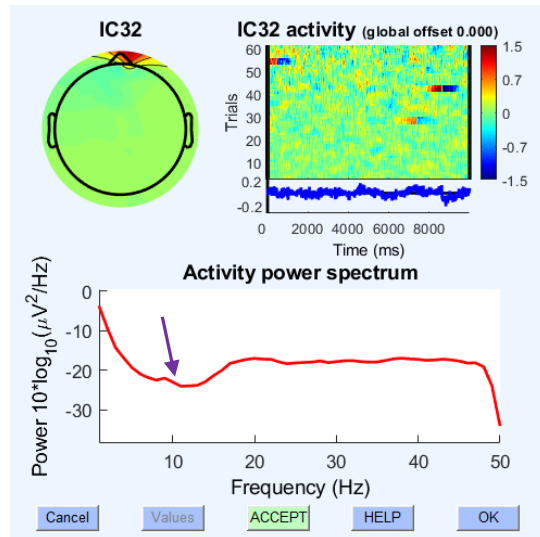 IC32
IC32 activity (global offset 0.000)
60
50
40
30
20
10
Trials
1.5
0.7
0
-0.7
-1.5
0.2
-0.2
0 2000 4000 6000 8000
Time (ms)
Activity power spectrum
Power 10*log10(μV2/Hz)
0
-10
-20
-30
10 20 30 40 50
Frequency (Hz)
Cancel Values ACCEPT HELP OK